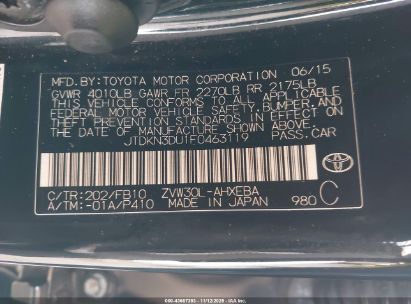 MFD. BY: TOYOTA MOTOR CORPORATION 06/15
GVWR 4010LB GAWR FR 2270LB RR 2175LB
THIS VEHICLE CONFORMS TO ALL APPLICABLE
FEDERAL MOTOR VEHICLE SAFETY, BUMPER, AND
THEFT PREVENTION STANDARDS IN EFFECT ON
THE DATE OF MANUFACTURE SHOWN ABOVE.
JTDKN3DU1F0463119 PASS. CAR
TOYOTA
C/TR: 202/FB10 ZVW30L-AHXEBA
A/TM: -01A/P410 MADE IN JAPAN 980 C